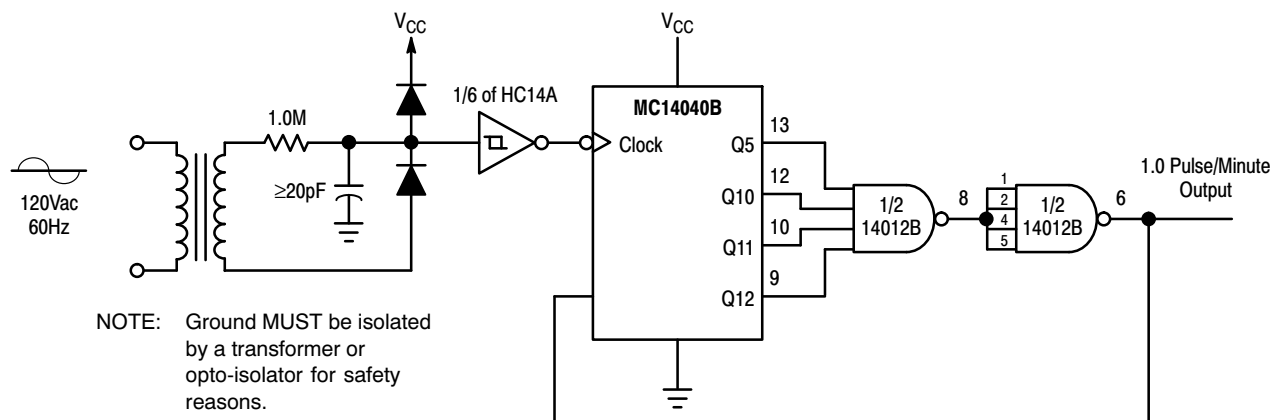 V_CC
V_CC
1/6 of HC14A
MC14040B
1.0M
Clock
Q5
13
Q10
12
Q11
10
Q12
9
≥20pF
120Vac
60Hz
1/2
14012B
8
1
2
4
5
1/2
14012B
6
1.0 Pulse/Minute
Output
NOTE: Ground MUST be isolated
by a transformer or
opto-isolator for safety
reasons.